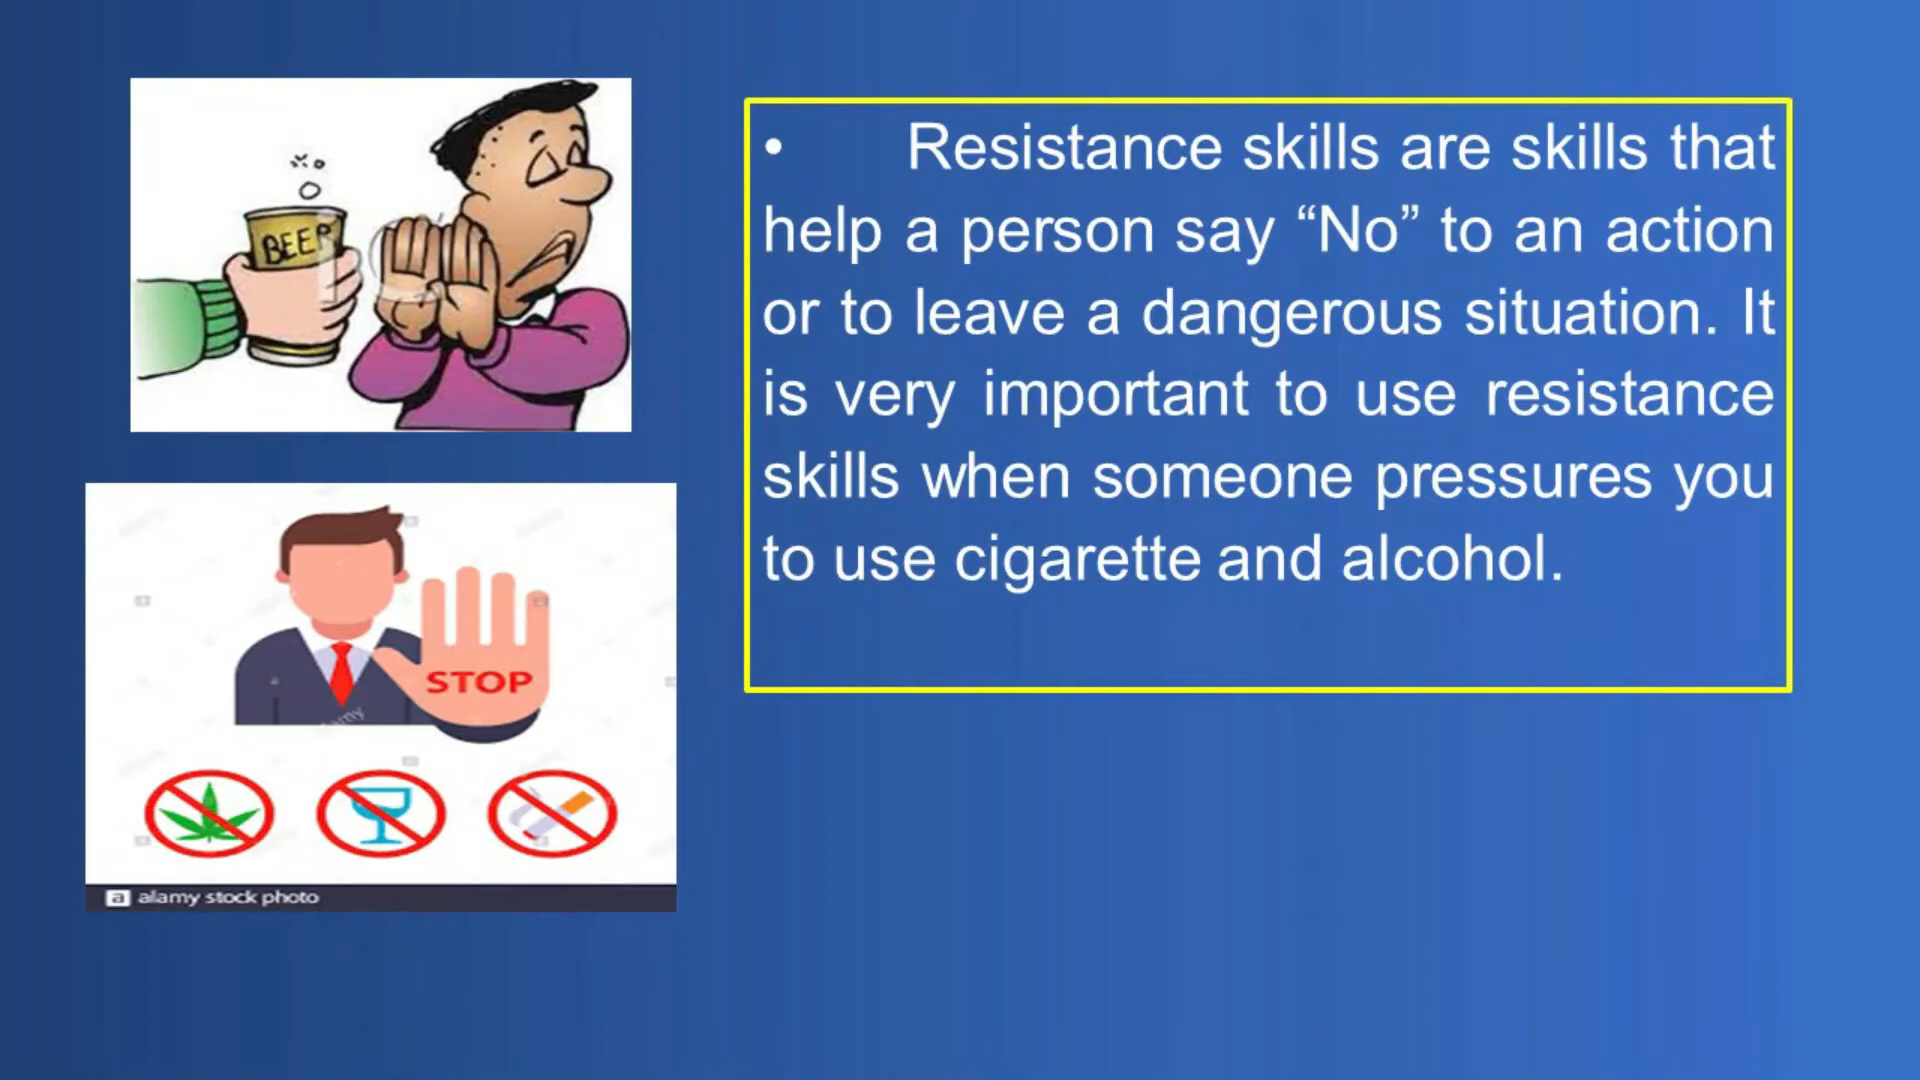 BEER
• Resistance skills are skills that
help a person say “No” to an action
or to leave a dangerous situation. It
is very important to use resistance
skills when someone pressures you
to use cigarette and alcohol.
STOP
a alamy stock photo